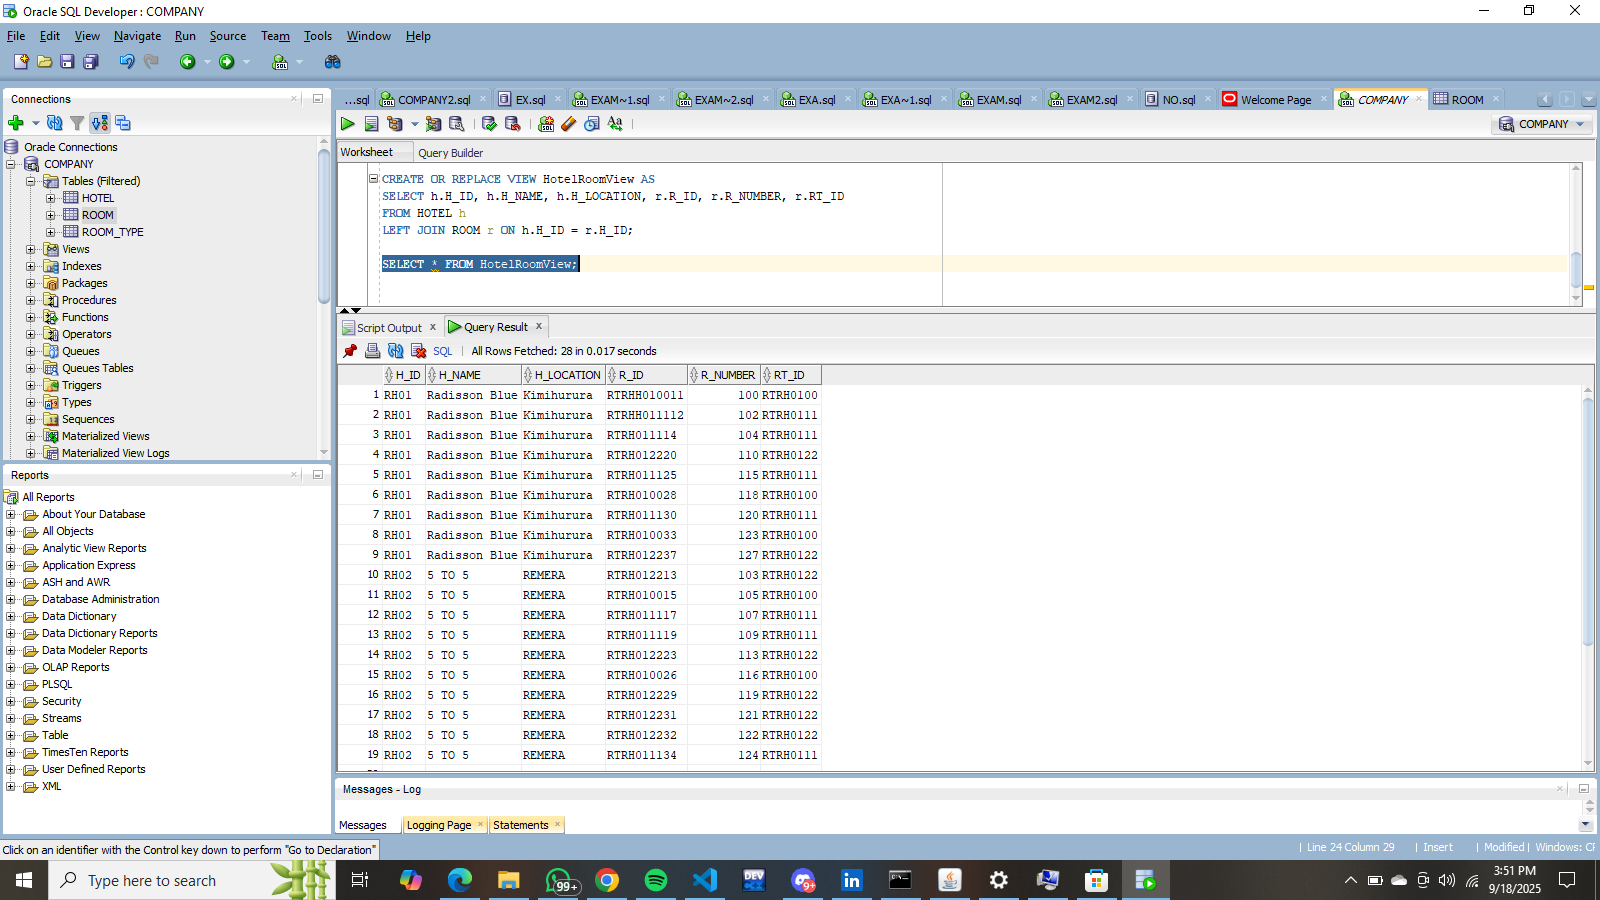 Oracle SQL Developer : COMPANY
File Edit View Navigate Run Source Team Tools Window Help
Connections
Oracle Connections
COMPANY
Tables (Filtered)
HOTEL
ROOM
ROOM_TYPE
Views
Indexes
Packages
Procedures
Functions
Operators
Queues
Queues Tables
Triggers
Types
Sequences
Materialized Views
Materialized View Logs
Reports
All Reports
About Your Database
All Objects
Analytic View Reports
Application Express
ASH and AWR
Database Administration
Data Dictionary
Data Dictionary Reports
Data Modeler Reports
OLAP Reports
PLSQL
Security
Streams
Table
TimesTen Reports
User Defined Reports
XML
...sql COMPANY2.sql EX.sql EXAM~1.sql EXAM~2.sql EXA.sql EXA~1.sql EXAM.sql EXAM2.sql NO.sql Welcome Page COMPANY ROOM
COMPANY
Worksheet Query Builder
CREATE OR REPLACE VIEW HotelRoomView AS
SELECT h.H_ID, h.H_NAME, h.H_LOCATION, r.R_ID, r.R_NUMBER, r.RT_ID
FROM HOTEL h
LEFT JOIN ROOM r ON h.H_ID = r.H_ID;
SELECT * FROM HotelRoomView;
Script Output x Query Result x
SQL | All Rows Fetched: 28 in 0.017 seconds
H_ID H_NAME H_LOCATION R_ID R_NUMBER RT_ID
1 RH01 Radisson Blue Kimihurura RTRHH010011 100 RTRH0100
2 RH01 Radisson Blue Kimihurura RTRHH011112 102 RTRH0111
3 RH01 Radisson Blue Kimihurura RTRH011114 104 RTRH0111
4 RH01 Radisson Blue Kimihurura RTRH012220 110 RTRH0122
5 RH01 Radisson Blue Kimihurura RTRH011125 115 RTRH0111
6 RH01 Radisson Blue Kimihurura RTRH010028 118 RTRH0100
7 RH01 Radisson Blue Kimihurura RTRH011130 120 RTRH0111
8 RH01 Radisson Blue Kimihurura RTRH010033 123 RTRH0100
9 RH01 Radisson Blue Kimihurura RTRH012237 127 RTRH0122
10 RH02 5 TO 5 REMERA RTRH012213 103 RTRH0122
11 RH02 5 TO 5 REMERA RTRH010015 105 RTRH0100
12 RH02 5 TO 5 REMERA RTRH011117 107 RTRH0111
13 RH02 5 TO 5 REMERA RTRH011119 109 RTRH0111
14 RH02 5 TO 5 REMERA RTRH012223 113 RTRH0122
15 RH02 5 TO 5 REMERA RTRH010026 116 RTRH0100
16 RH02 5 TO 5 REMERA RTRH012229 119 RTRH0122
17 RH02 5 TO 5 REMERA RTRH012231 121 RTRH0122
18 RH02 5 TO 5 REMERA RTRH012232 122 RTRH0122
19 RH02 5 TO 5 REMERA RTRH011134 124 RTRH0111
Messages - Log
Messages Logging Page Statements
Click on an identifier with the Control key down to perform "Go to Declaration"
| Line 24 Column 29 | Insert | Modified | Windows: CF
Type here to search
99+
DEV
9+
3:51 PM
9/18/2025